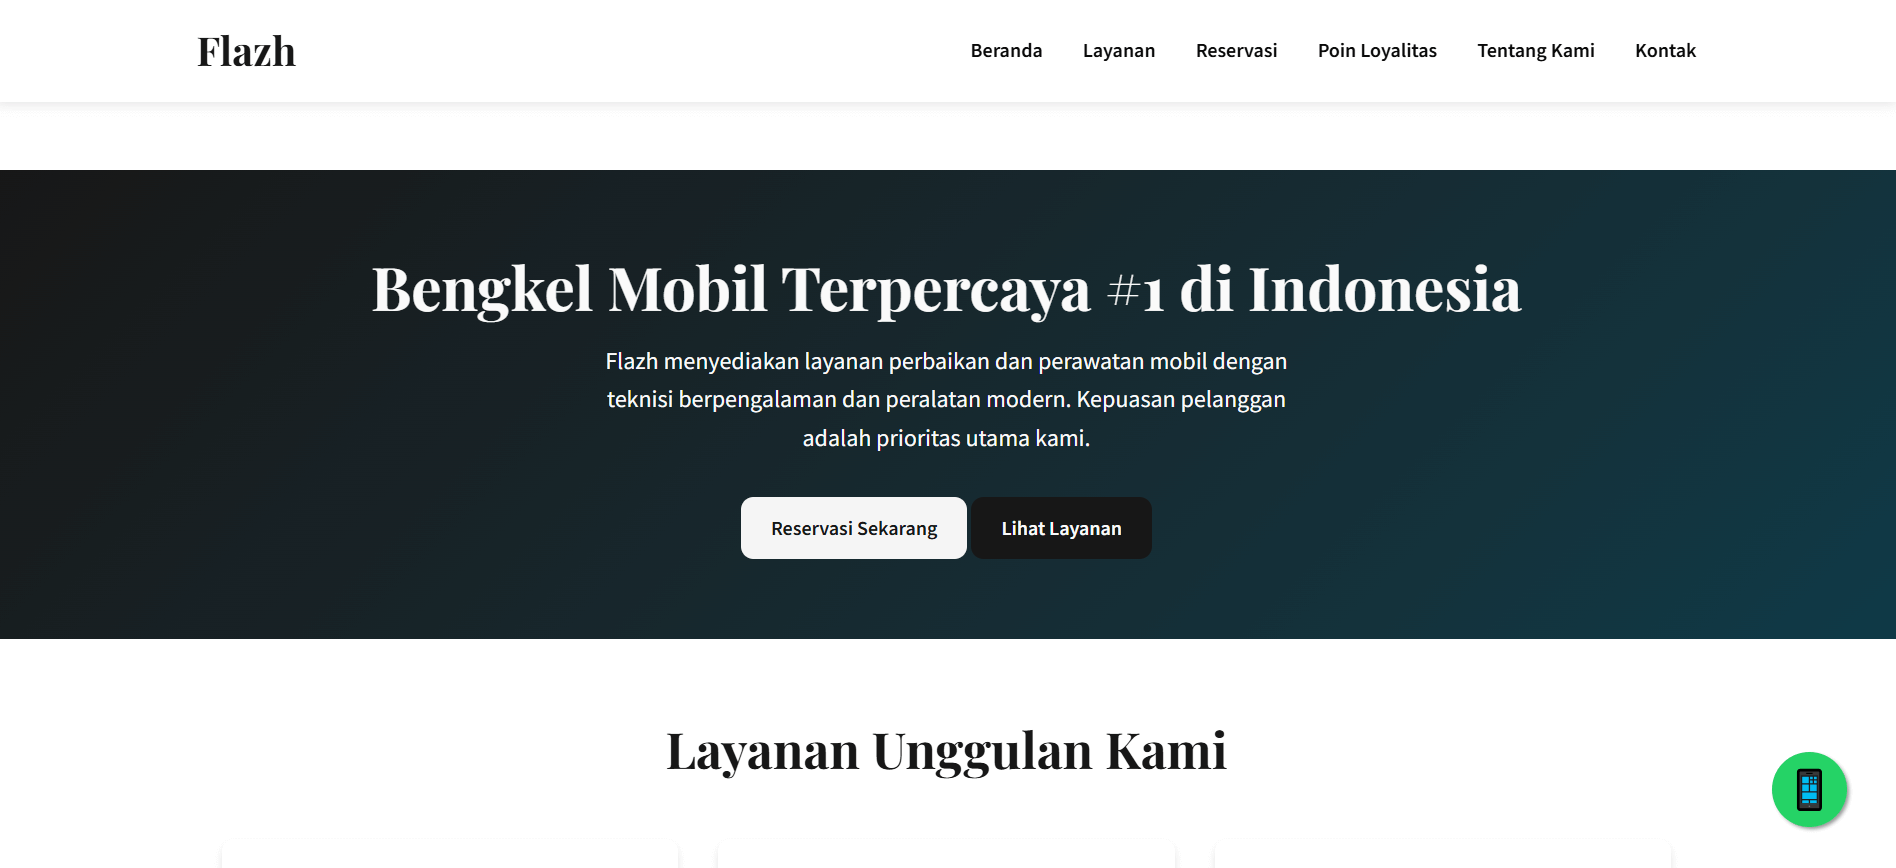 Flazh
Beranda Layanan Reservasi Poin Loyalitas Tentang Kami Kontak
Bengkel Mobil Terpercaya #1 di Indonesia
Flazh menyediakan layanan perbaikan dan perawatan mobil dengan
teknisi berpengalaman dan peralatan modern. Kepuasan pelanggan
adalah prioritas utama kami.
Reservasi Sekarang
Lihat Layanan
Layanan Unggulan Kami